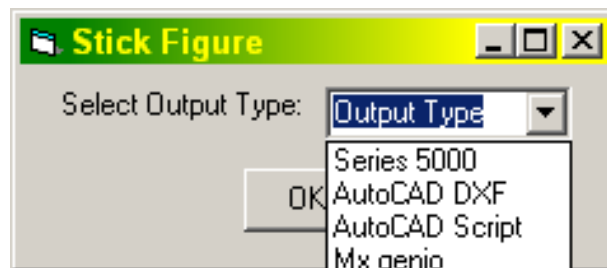 Stick Figure
Select Output Type: Output Type
Series 5000
AutoCAD DXF
OK
AutoCAD Script
Mx genio